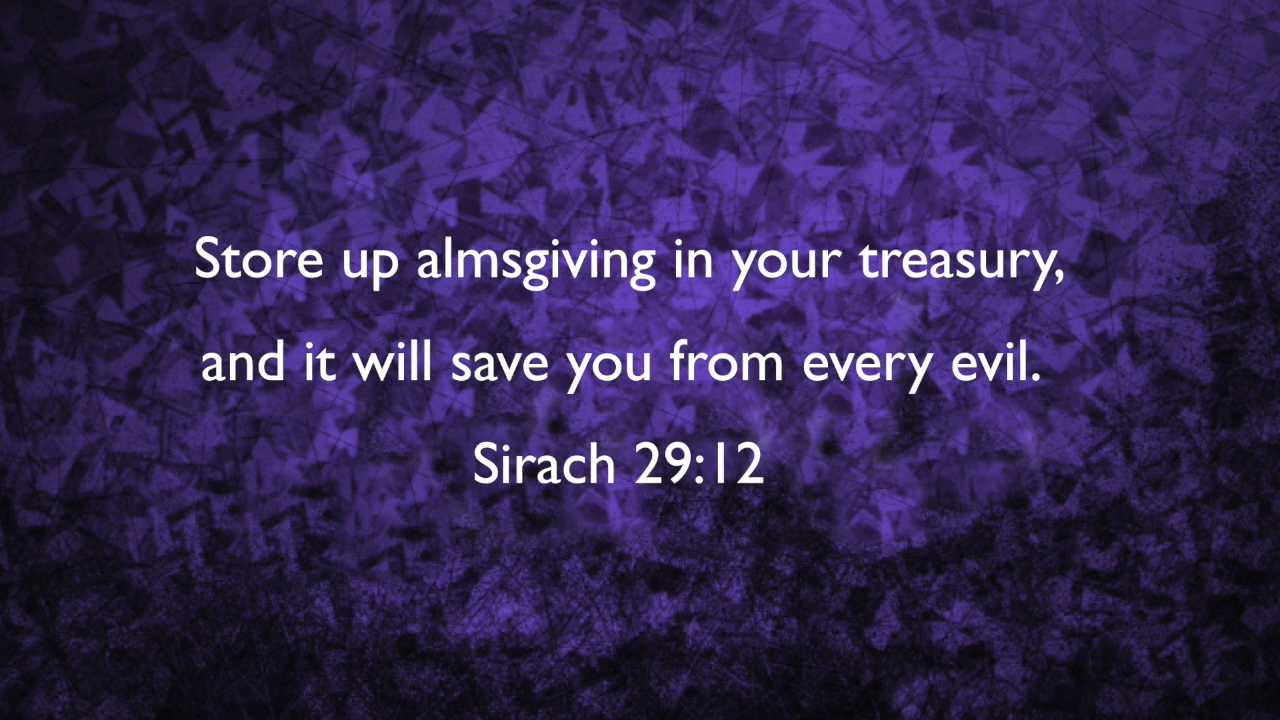 Store up almsgiving in your treasury,
and it will save you from every evil.
Sirach 29:12